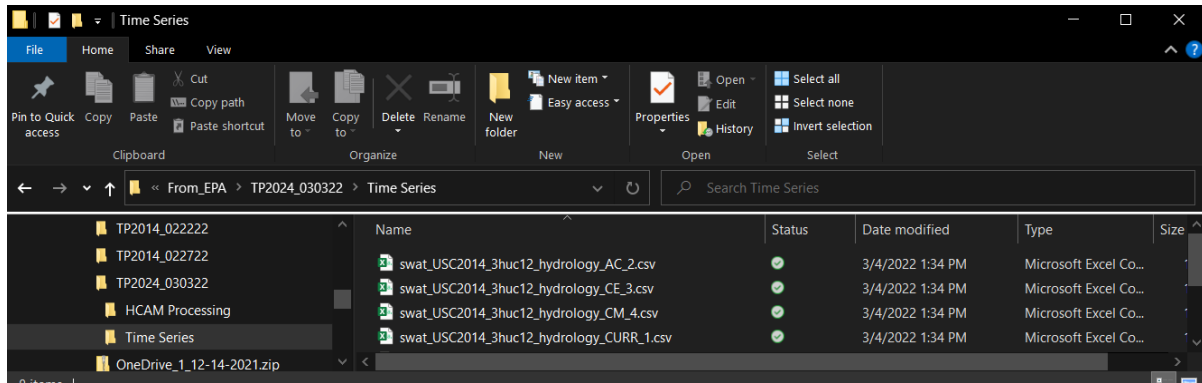 Time Series
File Home Share View
Pin to Quick access
Copy
Paste
Cut
Copy path
Paste shortcut
Move to
Copy to
Delete
Rename
New folder
New item
Easy access
Properties
Open
Edit
History
Select all
Select none
Invert selection
Clipboard Organize New Open Select
« From_EPA > TP2024_030322 > Time Series
Search Time Series
TP2014_022222
TP2014_022722
TP2024_030322
HCAM Processing
Time Series
OneDrive_1_12-14-2021.zip
Name Status Date modified Type Size
swat_USC2014_3huc12_hydrology_AC_2.csv 3/4/2022 1:34 PM Microsoft Excel Co...
swat_USC2014_3huc12_hydrology_CE_3.csv 3/4/2022 1:34 PM Microsoft Excel Co...
swat_USC2014_3huc12_hydrology_CM_4.csv 3/4/2022 1:34 PM Microsoft Excel Co...
swat_USC2014_3huc12_hydrology_CURR_1.csv 3/4/2022 1:34 PM Microsoft Excel Co...